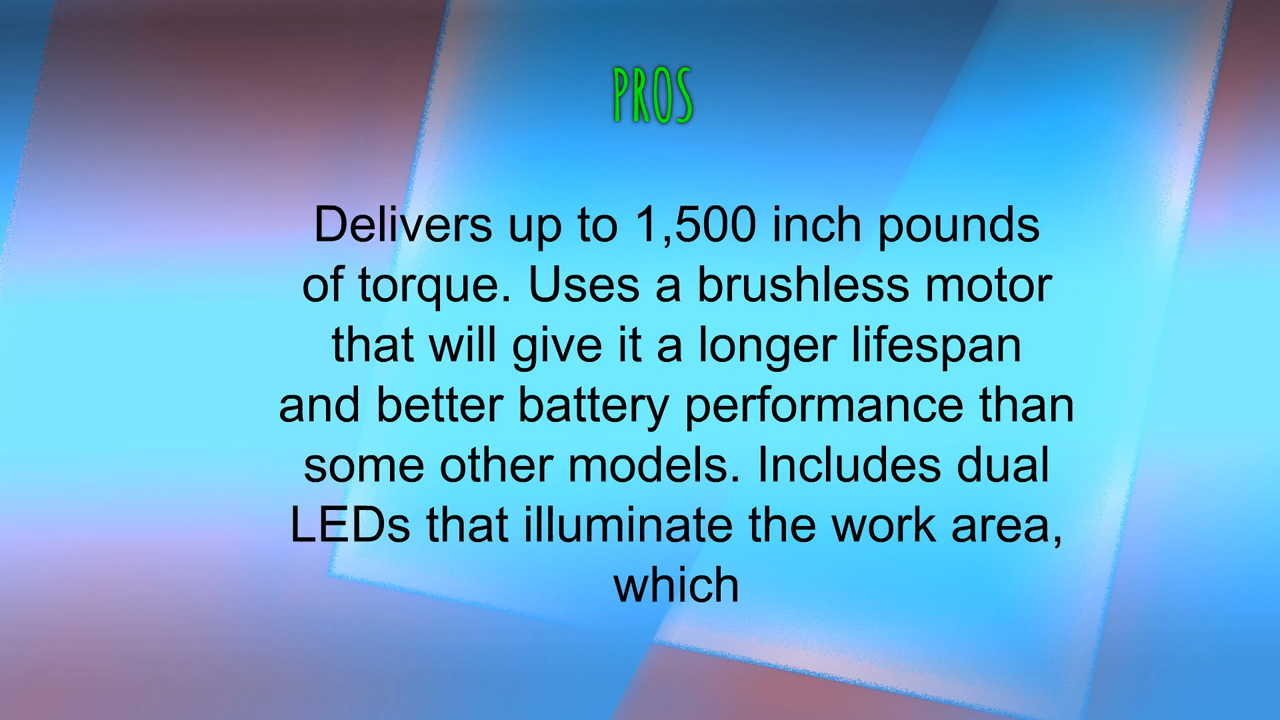 PROS
Delivers up to 1,500 inch pounds
of torque. Uses a brushless motor
that will give it a longer lifespan
and better battery performance than
some other models. Includes dual
LEDs that illuminate the work area,
which